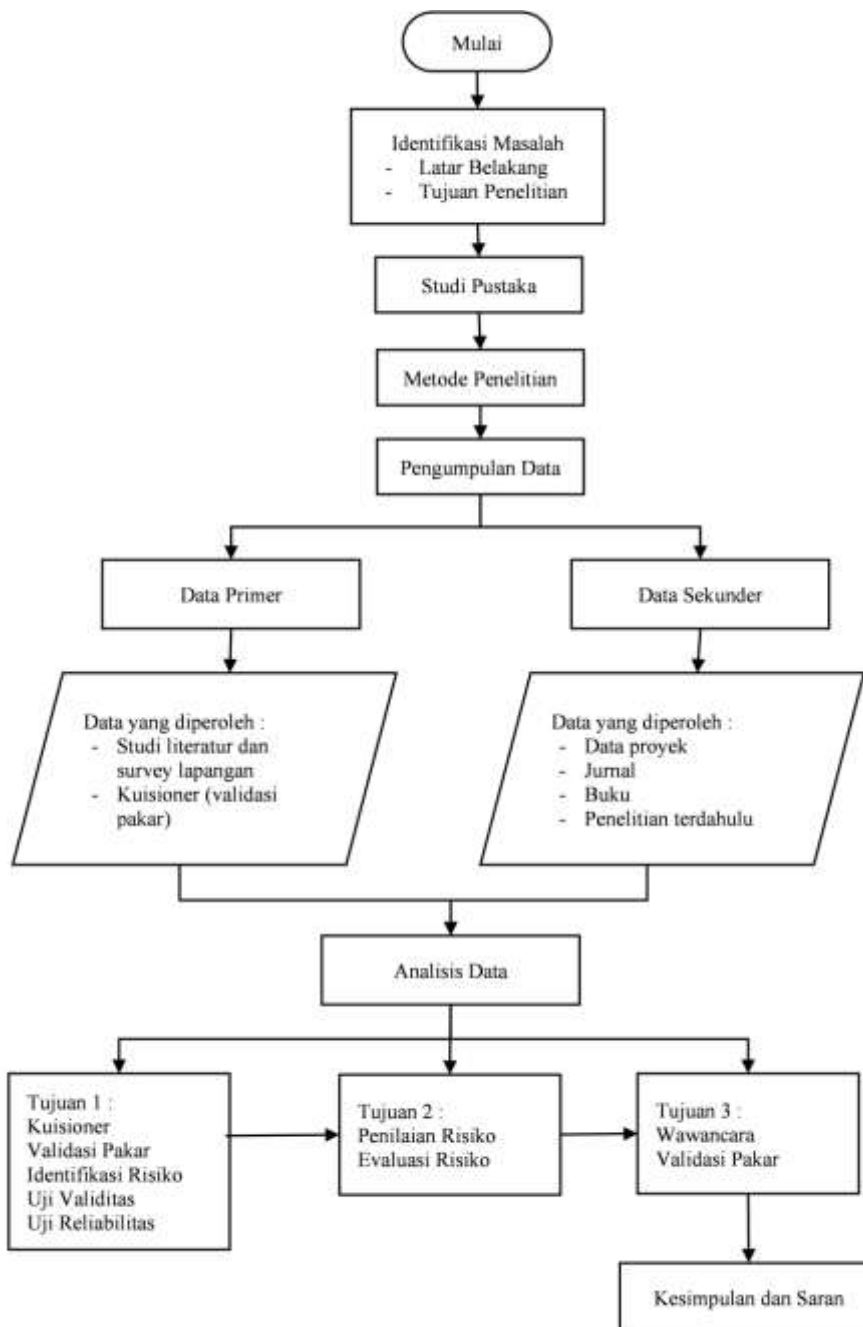 Mulai
Identifikasi Masalah
- Latar Belakang
- Tujuan Penelitian
Studi Pustaka
Metode Penelitian
Pengumpulan Data
Data Primer
Data Sekunder
Data yang diperoleh :
- Studi literatur dan
survey lapangan
- Kuisioner (validasi
pakar)
Data yang diperoleh :
- Data proyek
- Jurnal
- Buku
- Penelitian terdahulu
Analisis Data
Tujuan 1 :
Kuisioner
Validasi Pakar
Identifikasi Risiko
Uji Validitas
Uji Reliabilitas
Tujuan 2 :
Penilaian Risiko
Evaluasi Risiko
Tujuan 3 :
Wawancara
Validasi Pakar
Kesimpulan dan Saran